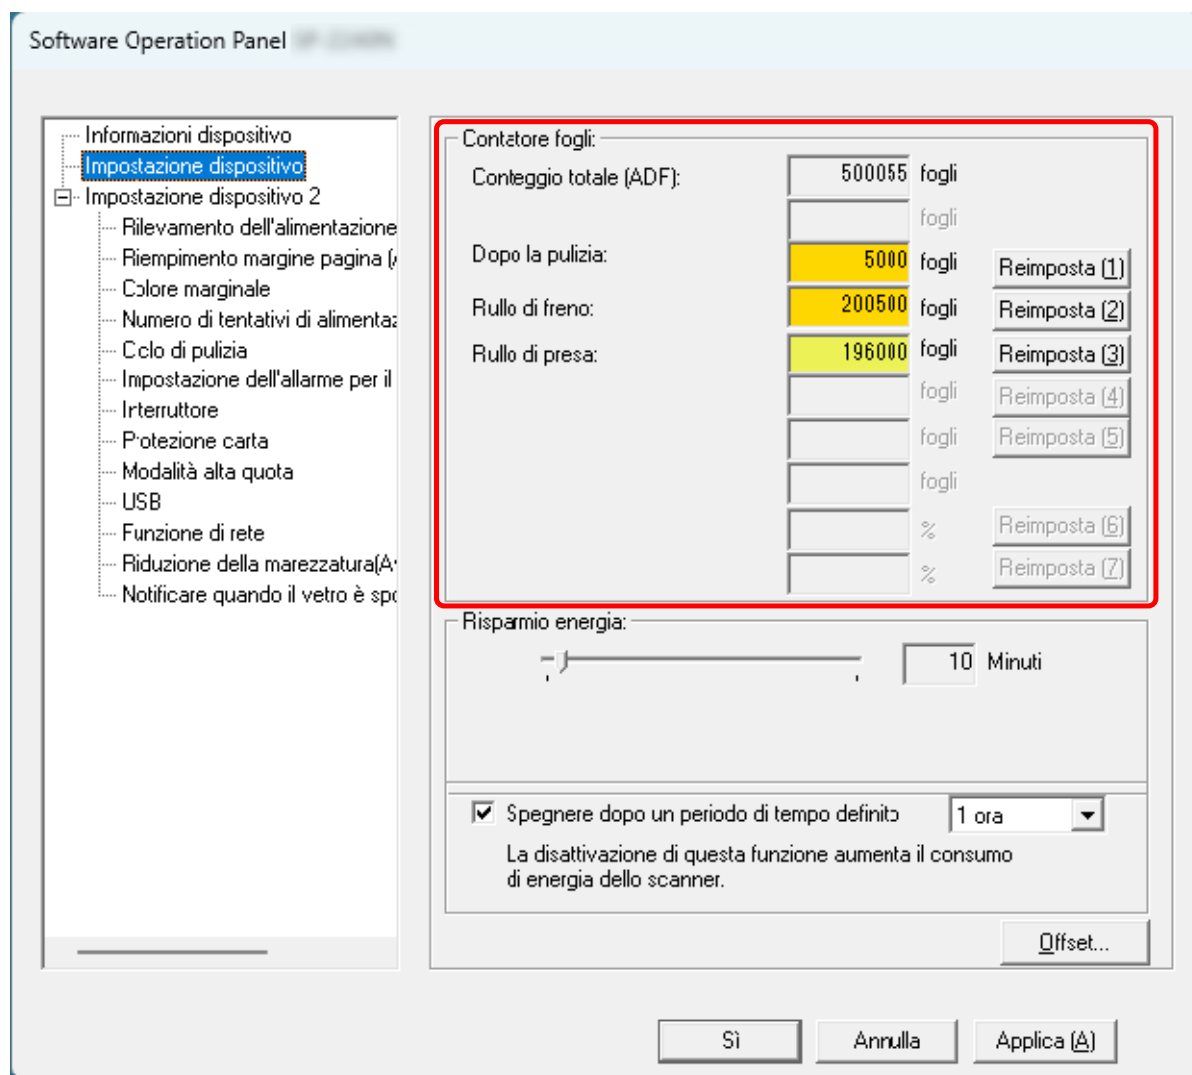 Software Operation Panel
Informazioni dispositivo
Impostazione dispositivo
Impostazione dispositivo 2
Rilevamento dell'alimentazione
Riempimento margine pagina (
Colore marginale
Numero di tentativi di alimentaz
Ciclo di pulizia
Impostazione dell'allarme per il
Interruttore
Protezione carta
Modalità alta quota
USB
Funzione di rete
Riduzione della marezzatura(A
Notificare quando il vetro è spo
Contatore fogli:
Conteggio totale (ADF): 500055 fogli
fogli
Dopo la pulizia: 5000 fogli Reimposta (1)
Rullo di freno: 200500 fogli Reimposta (2)
Rullo di presa: 196000 fogli Reimposta (3)
fogli Reimposta (4)
fogli Reimposta (5)
fogli
% Reimposta (6)
% Reimposta (7)
Risparmio energia:
10 Minuti
Spegnere dopo un periodo di tempo definito 1 ora
La disattivazione di questa funzione aumenta il consumo
di energia dello scanner.
Offset...
Sì Annulla Applica (A)